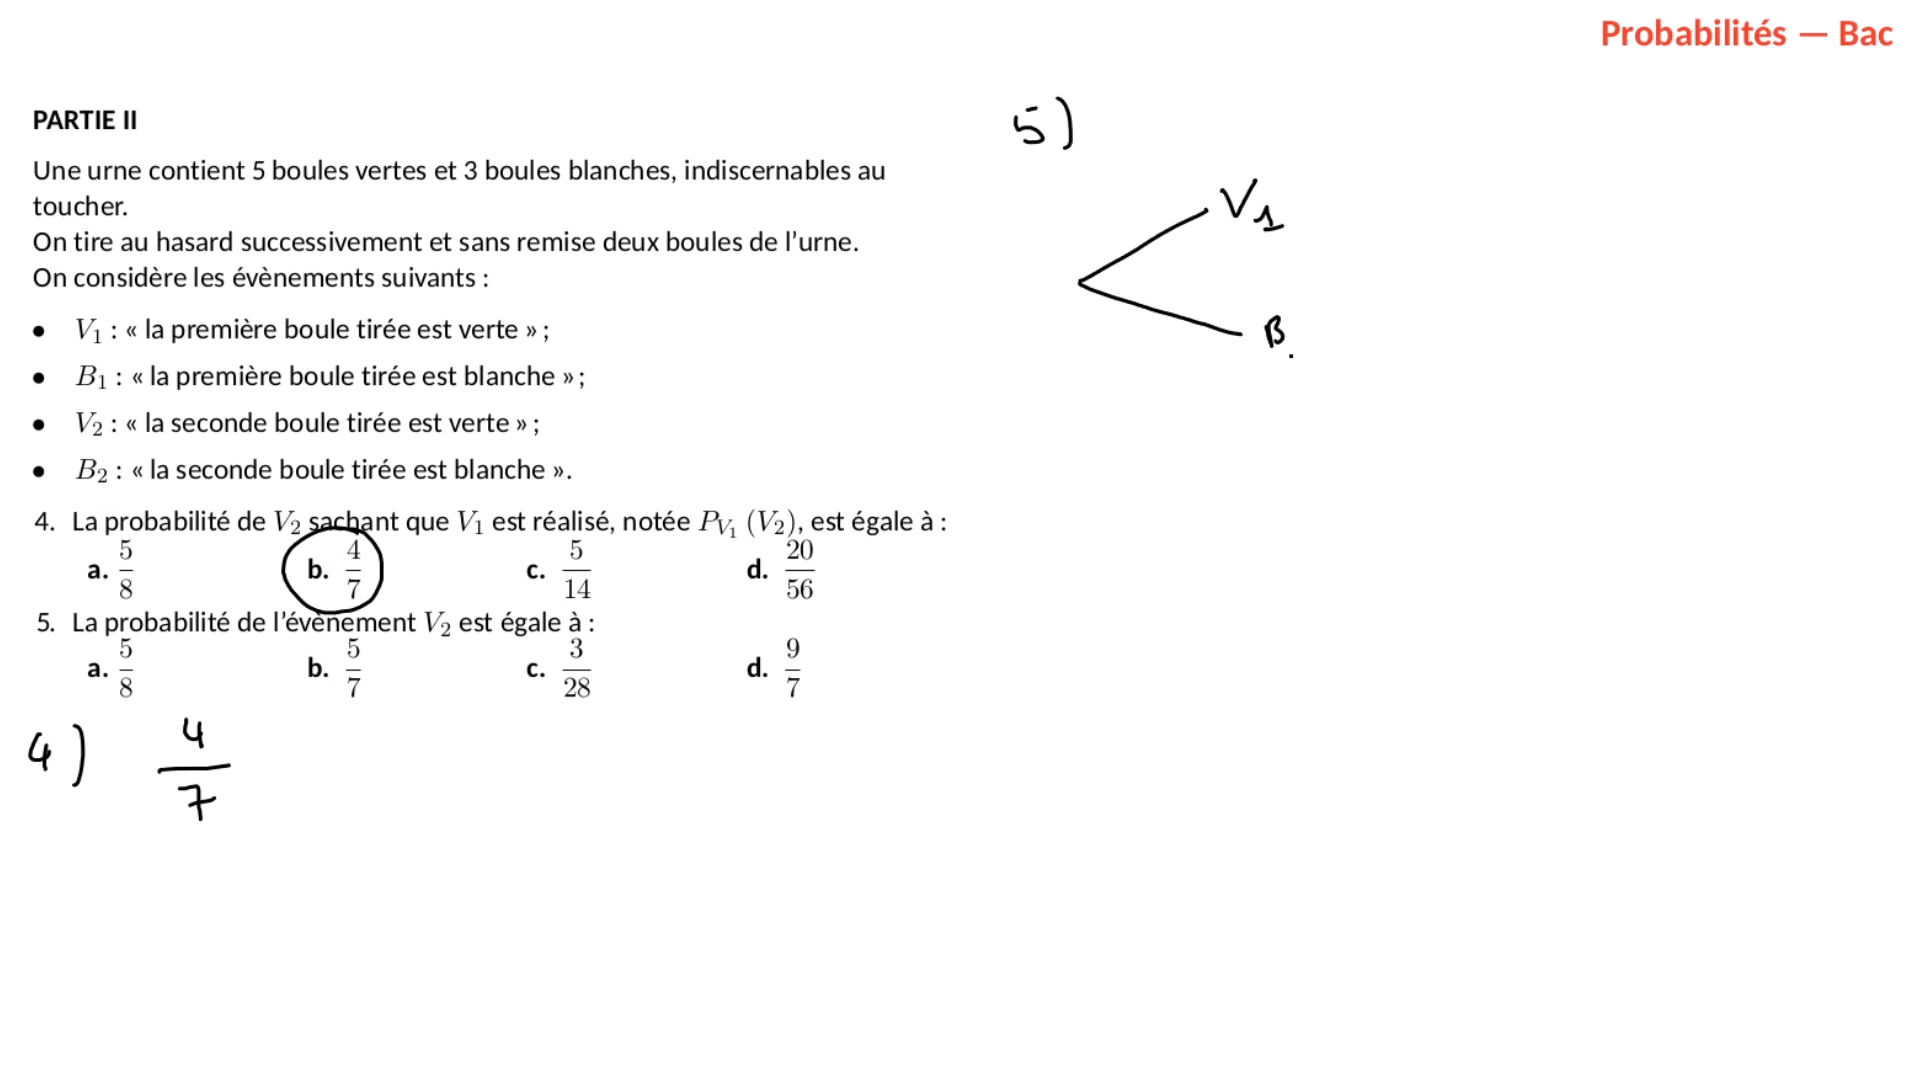 Probabilités — Bac
PARTIE II
Une urne contient 5 boules vertes et 3 boules blanches, indiscernables au
toucher.
On tire au hasard successivement et sans remise deux boules de l’urne.
On considère les évènements suivants :
• V₁ : « la première boule tirée est verte » ;
• B₁ : « la première boule tirée est blanche » ;
• V₂ : « la seconde boule tirée est verte » ;
• B₂ : « la seconde boule tirée est blanche ».
4. La probabilité de V₂ sachant que V₁ est réalisé, notée P_{V₁} (V₂), est égale à :
a. 5/8 b. 4/7 c. 5/14 d. 20/56
5. La probabilité de l’évènement V₂ est égale à :
a. 5/8 b. 5/7 c. 3/28 d. 9/7
4) 4/7
5)
V₁
B.